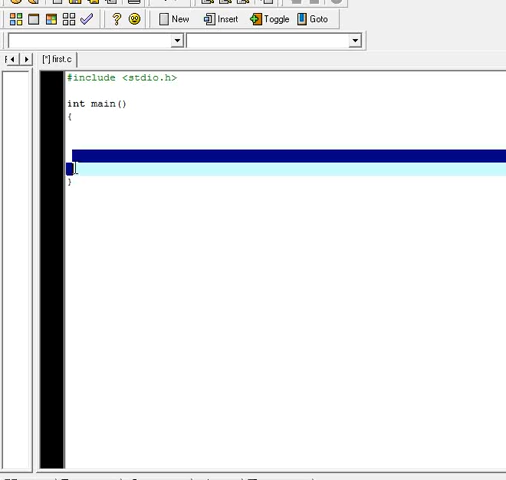 New Insert Toggle Goto
[*] first.c
#include <stdio.h>
int main()
{
}